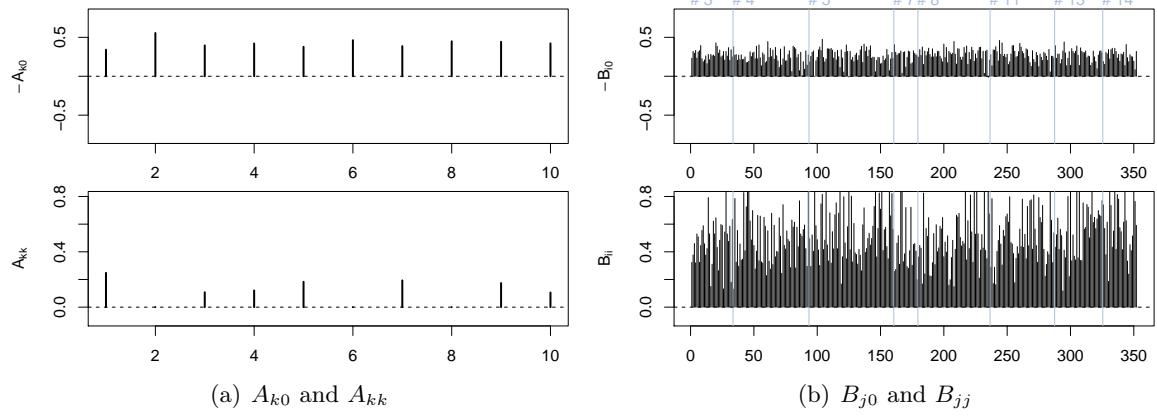 # 3 # 4 # 5 # 7 # 8 # 11 # 13 # 14
−A_{k0}
0.5
−0.5
2 4 6 8 10
A_{kk}
0.8
0.4
0.0
2 4 6 8 10
(a) A_{k0} and A_{kk}
−B_{i0}
0.5
−0.5
0 50 100 150 200 250 300 350
B_{ii}
0.8
0.4
0.0
0 50 100 150 200 250 300 350
(b) B_{j0} and B_{jj}